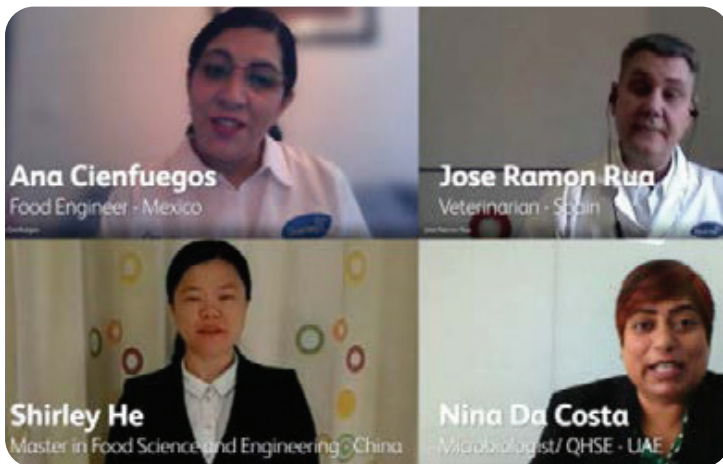 Ana Cienfuegos
Food Engineer - Mexico
Jose Ramon Rua
Veterinarian - Spain
Shirley He
Master in Food Science and Engineering - China
Nina Da Costa
Microbiologist/ QHSE - UAE